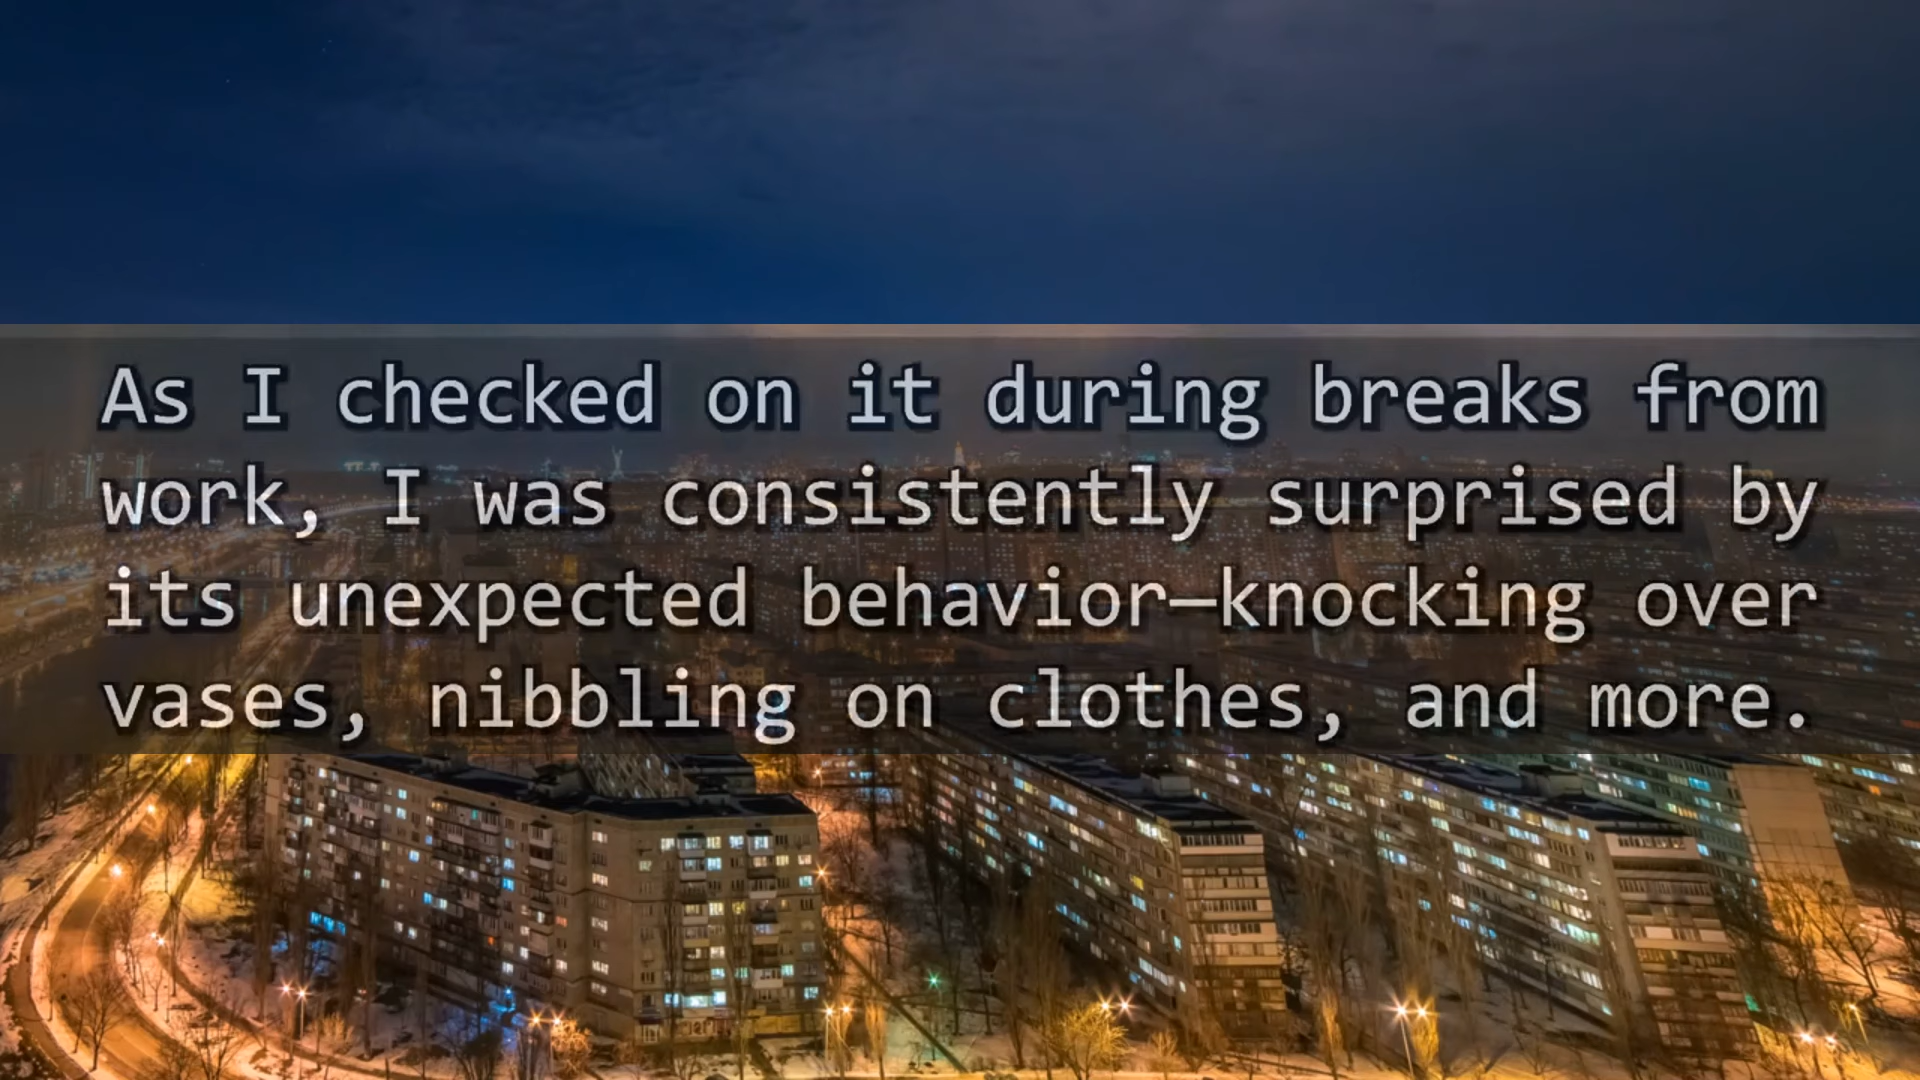 As I checked on it during breaks from
work, I was consistently surprised by
its unexpected behavior—knocking over
vases, nibbling on clothes, and more.